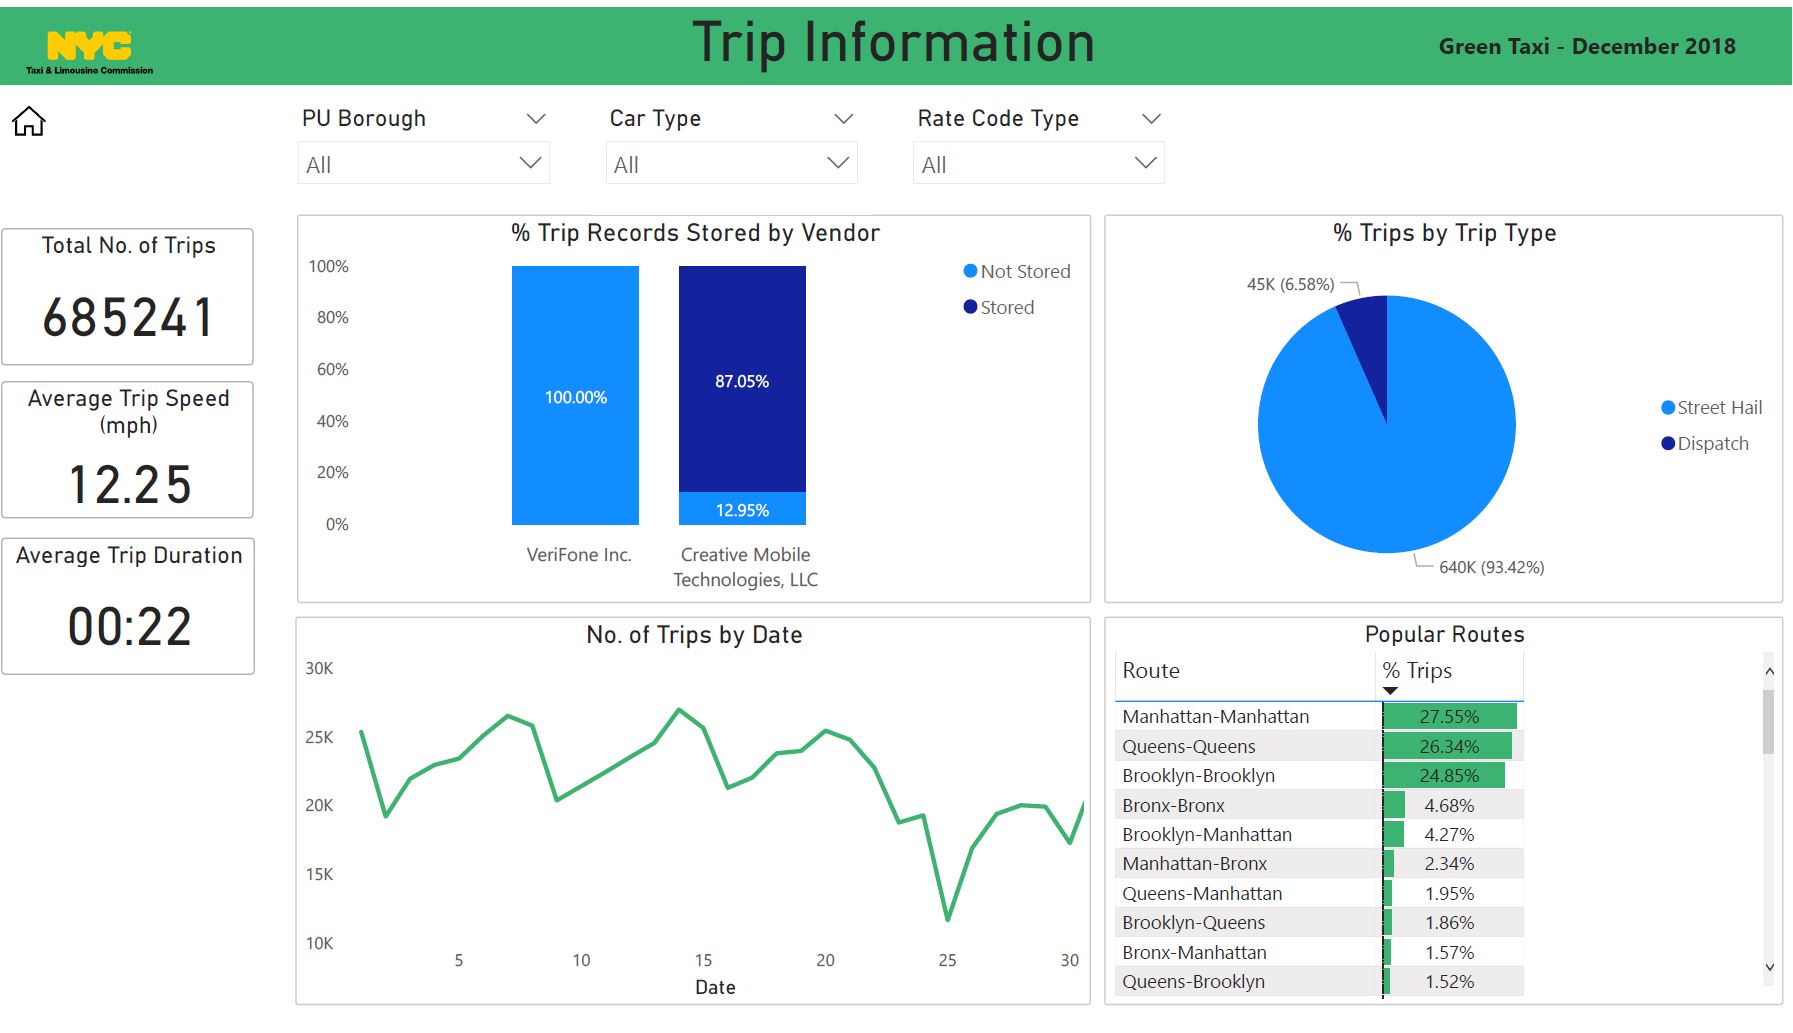 NYC
Taxi & Limousine Commission
Trip Information
Green Taxi - December 2018
PU Borough
All
Car Type
All
Rate Code Type
All
Total No. of Trips
685241
Average Trip Speed
(mph)
12.25
Average Trip Duration
00:22
% Trip Records Stored by Vendor
100%
80%
60%
40%
20%
0%
100.00%
87.05%
12.95%
VeriFone Inc.
Creative Mobile
Technologies, LLC
Not Stored
Stored
% Trips by Trip Type
45K (6.58%)
640K (93.42%)
Street Hail
Dispatch
No. of Trips by Date
30K
25K
20K
15K
10K
5 10 15 20 25 30
Date
Popular Routes
Route % Trips
Manhattan-Manhattan 27.55%
Queens-Queens 26.34%
Brooklyn-Brooklyn 24.85%
Bronx-Bronx 4.68%
Brooklyn-Manhattan 4.27%
Manhattan-Bronx 2.34%
Queens-Manhattan 1.95%
Brooklyn-Queens 1.86%
Bronx-Manhattan 1.57%
Queens-Brooklyn 1.52%